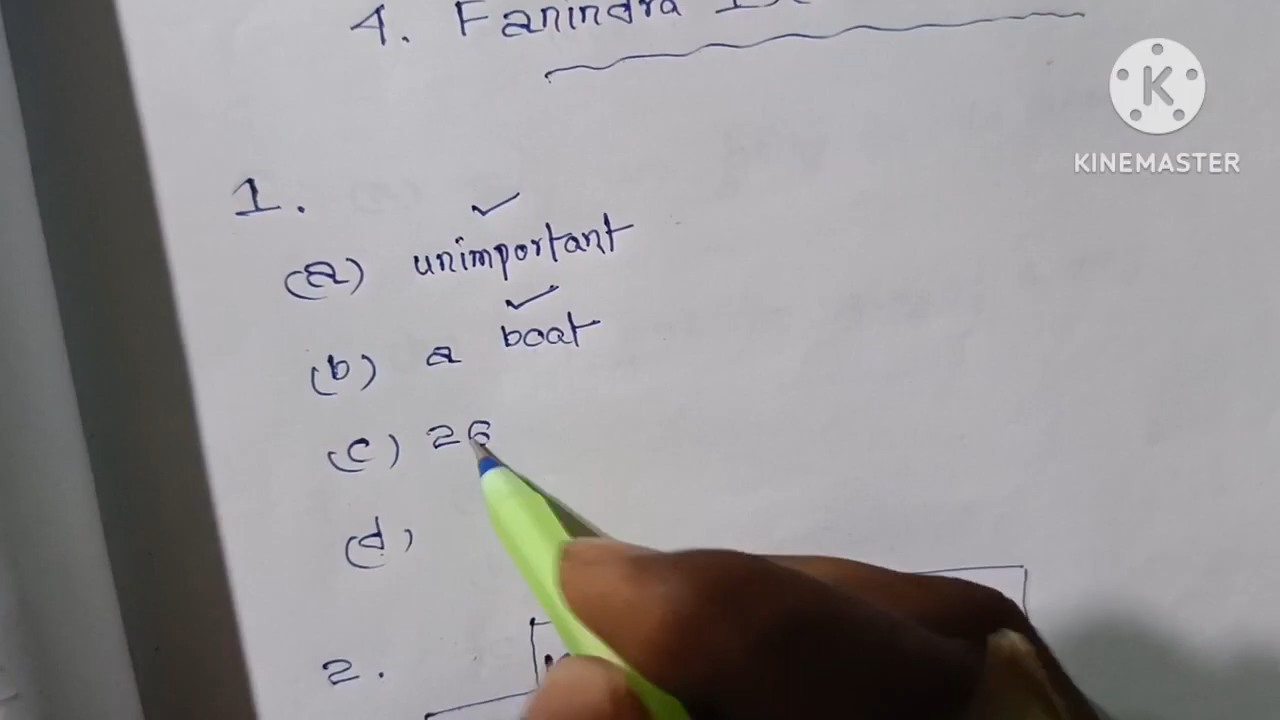 4. Fanindra
KINEMASTER
1.
(a) unimportant
(b) a boat
(c) 26
(d)
2.